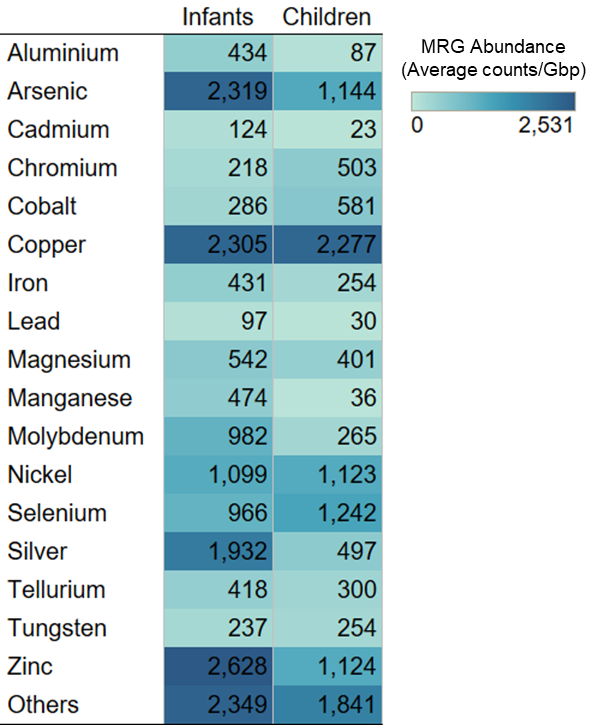 Infants Children
Aluminium 434 87
Arsenic 2,319 1,144
Cadmium 124 23
Chromium 218 503
Cobalt 286 581
Copper 2,305 2,277
Iron 431 254
Lead 97 30
Magnesium 542 401
Manganese 474 36
Molybdenum 982 265
Nickel 1,099 1,123
Selenium 966 1,242
Silver 1,932 497
Tellurium 418 300
Tungsten 237 254
Zinc 2,628 1,124
Others 2,349 1,841
MRG Abundance
(Average counts/Gbp)
0 2,531